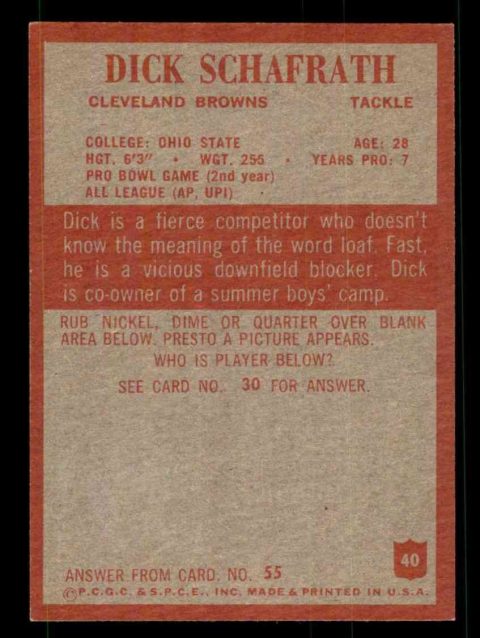 DICK SCHAFRATH
CLEVELAND BROWNS TACKLE
COLLEGE: OHIO STATE AGE: 28
HGT. 6'3" • WGT. 255 • YEARS PRO: 7
PRO BOWL GAME (2nd year)
ALL LEAGUE (AP, UPI)
Dick is a fierce competitor who doesn't
know the meaning of the word loaf. Fast,
he is a vicious downfield blocker. Dick
is co-owner of a summer boys' camp.
RUB NICKEL, DIME OR QUARTER OVER BLANK
AREA BELOW. PRESTO A PICTURE APPEARS.
WHO IS PLAYER BELOW?
SEE CARD NO. 30 FOR ANSWER.
40
ANSWER FROM CARD. NO. 55
©P.C.G.C. & S.P.C.E., INC. MADE & PRINTED IN U.S.A.